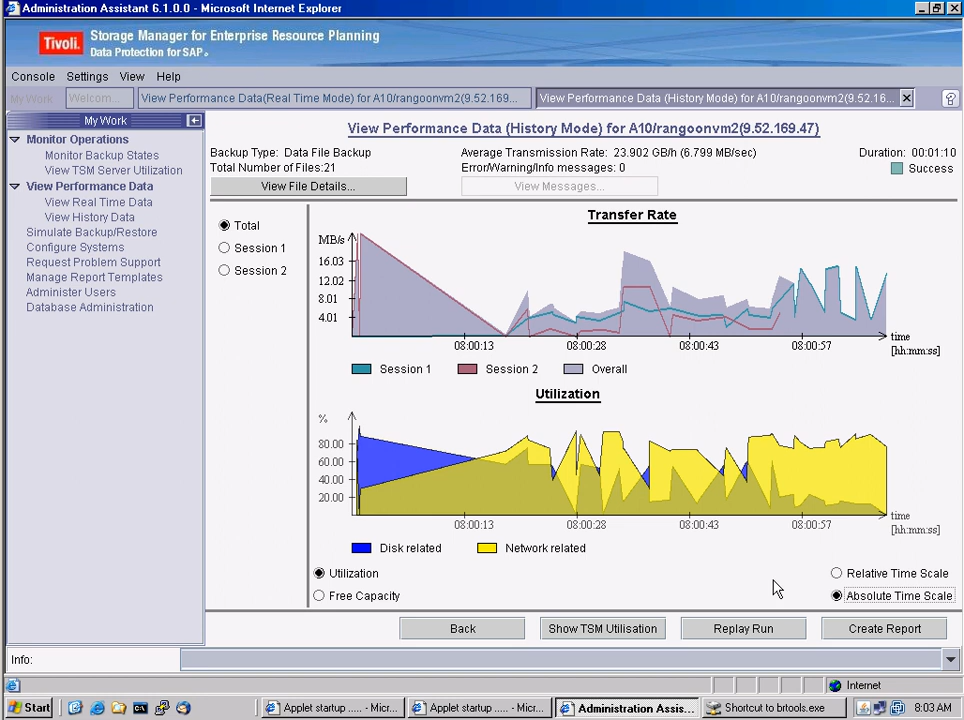 Administration Assistant 6.1.0.0 - Microsoft Internet Explorer
Tivoli.
Storage Manager for Enterprise Resource Planning
Data Protection for SAP®
Console Settings View Help
My Work Welcome... View Performance Data(Real Time Mode) for A10/rangoonvm2(9.52.169... View Performance Data (History Mode) for A10/rangoonvm2(9.52.16...
My Work
Monitor Operations
Monitor Backup States
View TSM Server Utilization
View Performance Data
View Real Time Data
View History Data
Simulate Backup/Restore
Configure Systems
Request Problem Support
Manage Report Templates
Administer Users
Database Administration
View Performance Data (History Mode) for A10/rangoonvm2(9.52.169.47)
Backup Type: Data File Backup Average Transmission Rate: 23.902 GB/h (6.799 MB/sec) Duration: 00:01:10
Total Number of Files:21 Error/Warning/Info messages: 0 Success
View File Details... View Messages...
Total
Session 1
Session 2
Transfer Rate
MB/s
16.03
12.02
8.01
4.01
08:00:13 08:00:28 08:00:43 08:00:57
time
[hh:mm:ss]
Session 1 Session 2 Overall
Utilization
%
80.00
60.00
40.00
20.00
08:00:13 08:00:28 08:00:43 08:00:57
time
[hh:mm:ss]
Disk related Network related
Utilization Relative Time Scale
Free Capacity Absolute Time Scale
Back Show TSM Utilisation Replay Run Create Report
Info:
Internet
Start Applet startup ..... - Micr... Applet startup ..... - Micr... Administration Assis... Shortcut to brtools.exe 8:03 AM